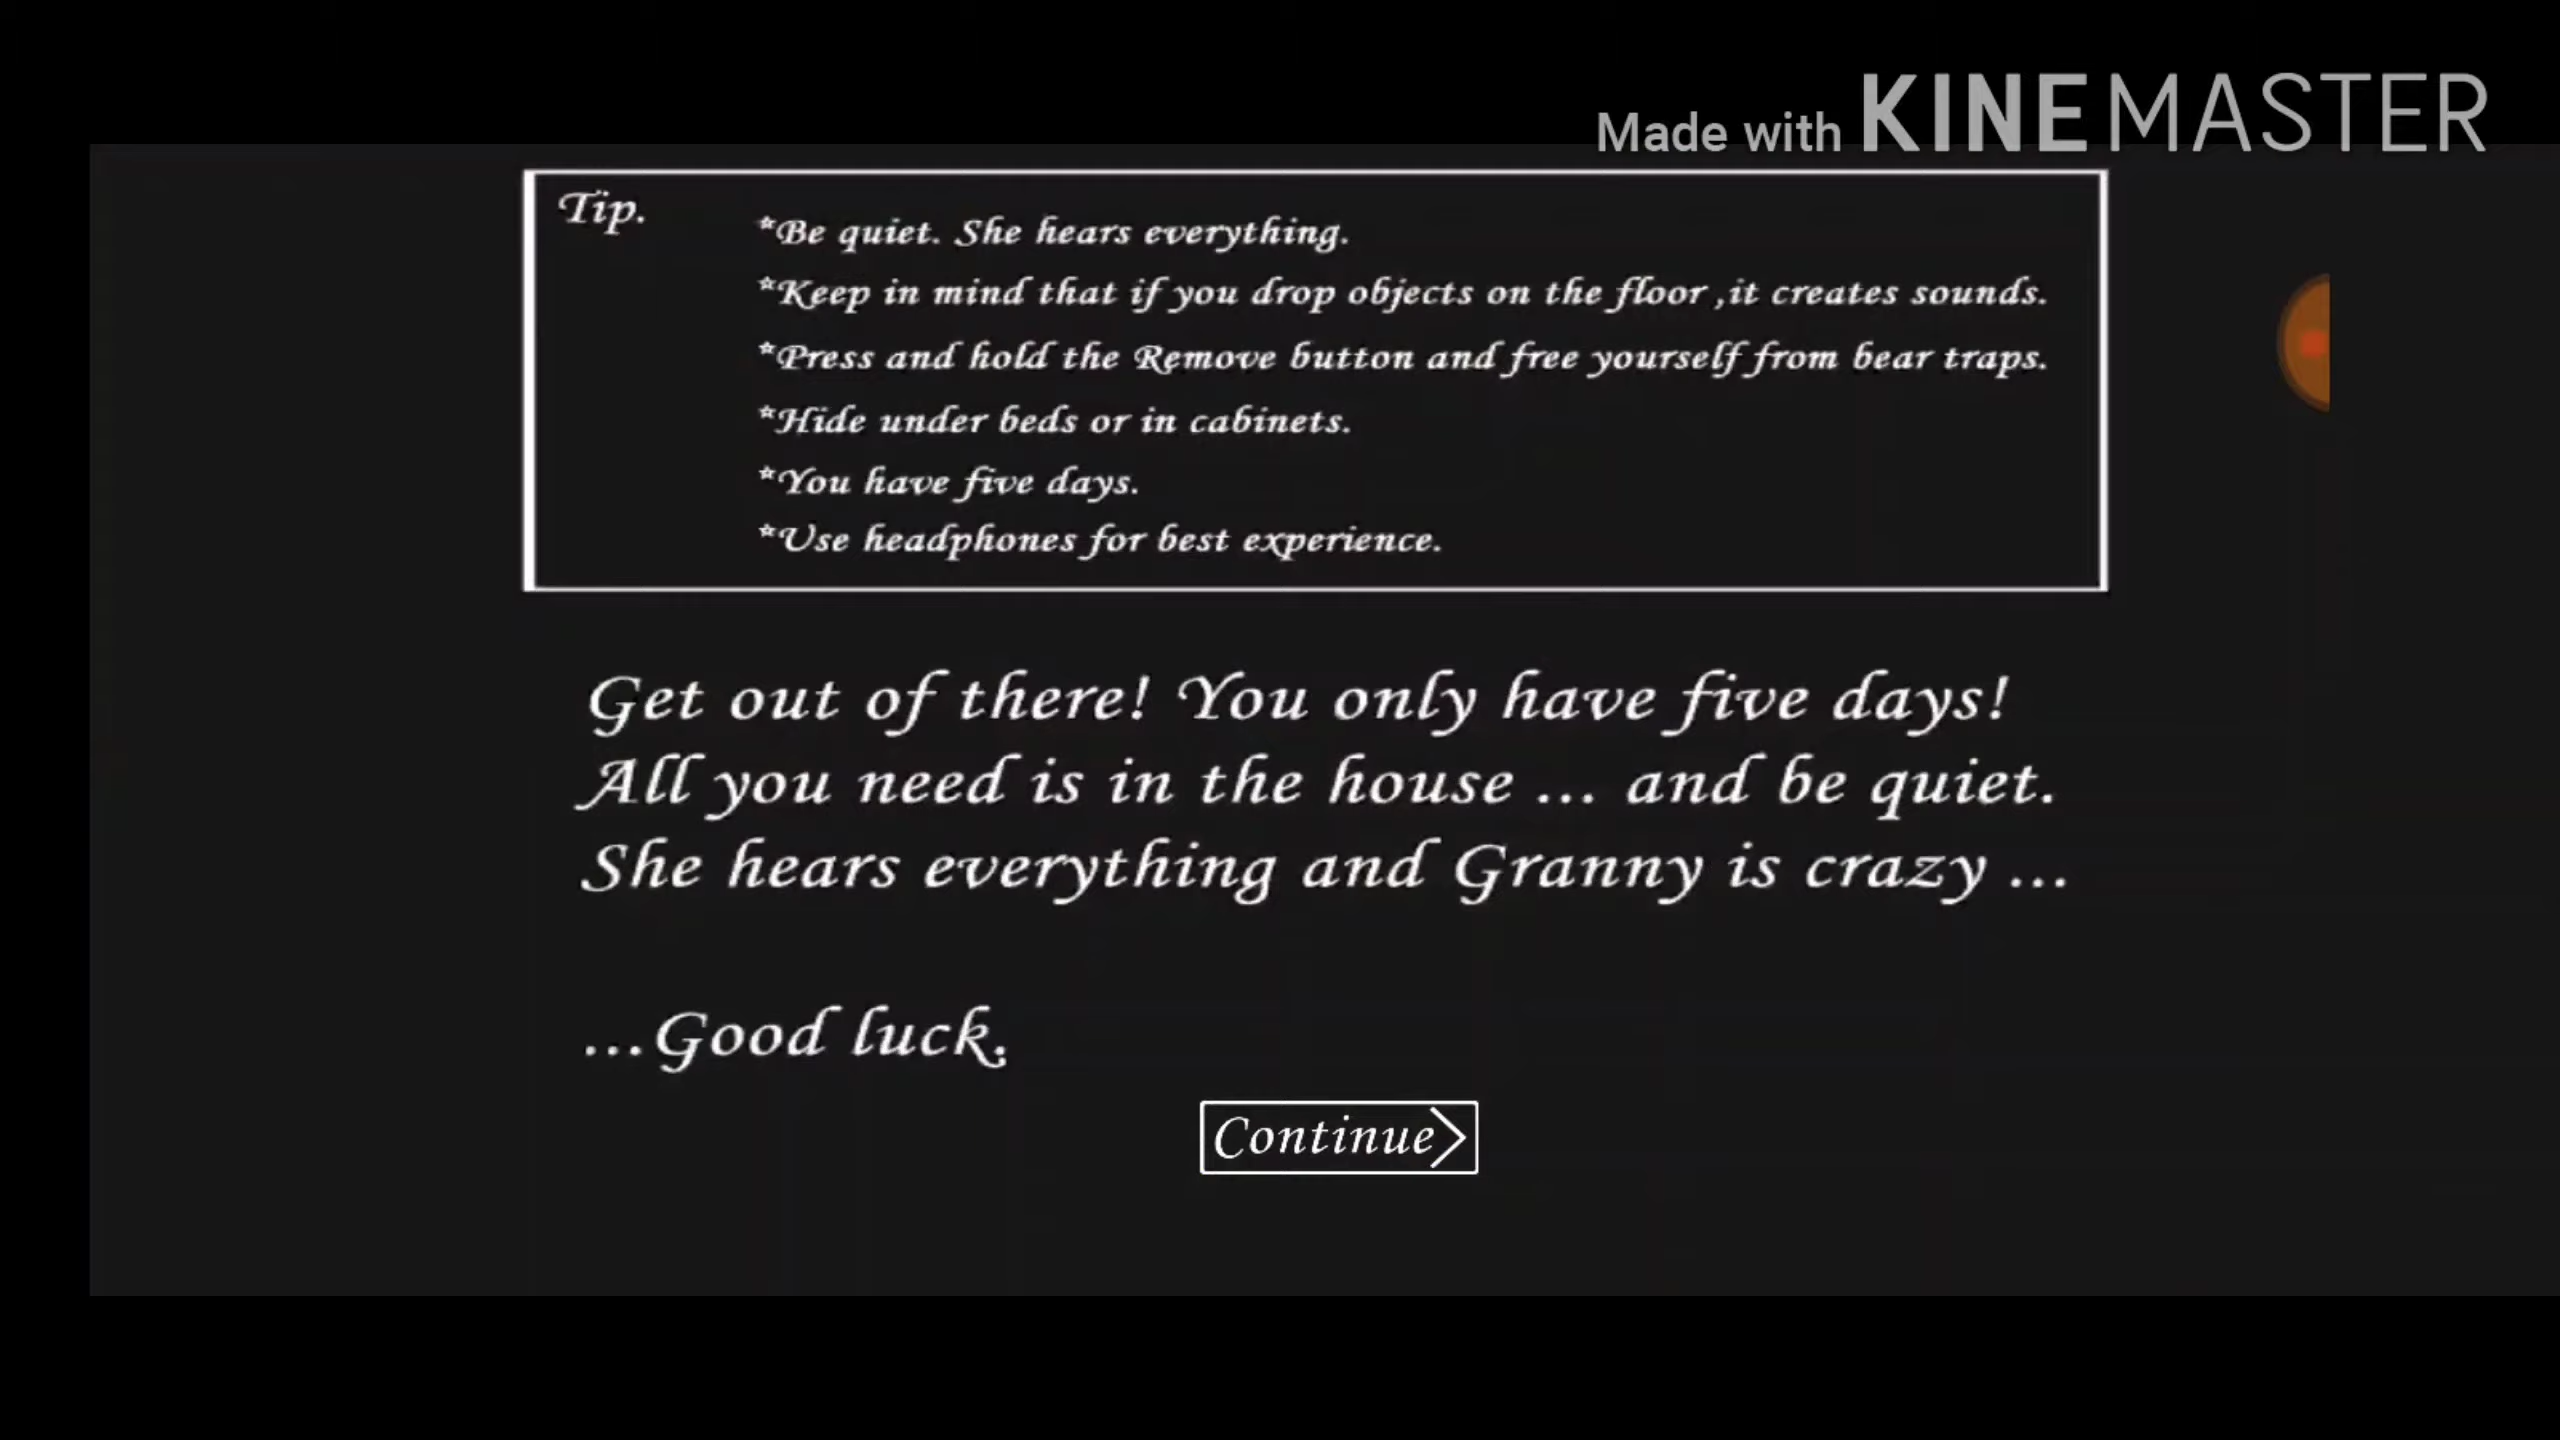 Made with KINEMASTER
Tip.
*Be quiet. She hears everything.
*Keep in mind that if you drop objects on the floor ,it creates sounds.
*Press and hold the Remove button and free yourself from bear traps.
*Hide under beds or in cabinets.
*You have five days.
*Use headphones for best experience.
Get out of there! You only have five days!
All you need is in the house ... and be quiet.
She hears everything and Granny is crazy ...
...Good luck.
Continue>